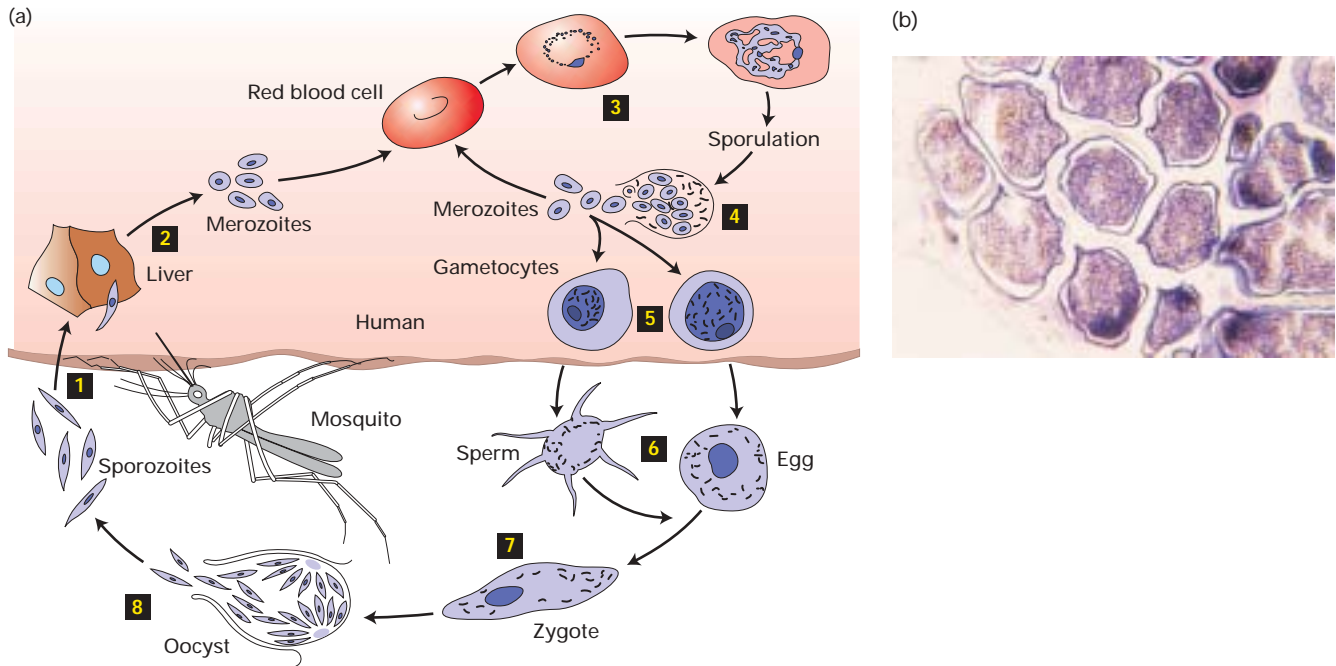 (a)
(b)
Red blood cell
3
Sporulation
Merozoites
2
Merozoites
4
Liver
Gametocytes
5
Human
1
Mosquito
Sporozoites
Sperm
6
Egg
7
8
Zygote
Oocyst